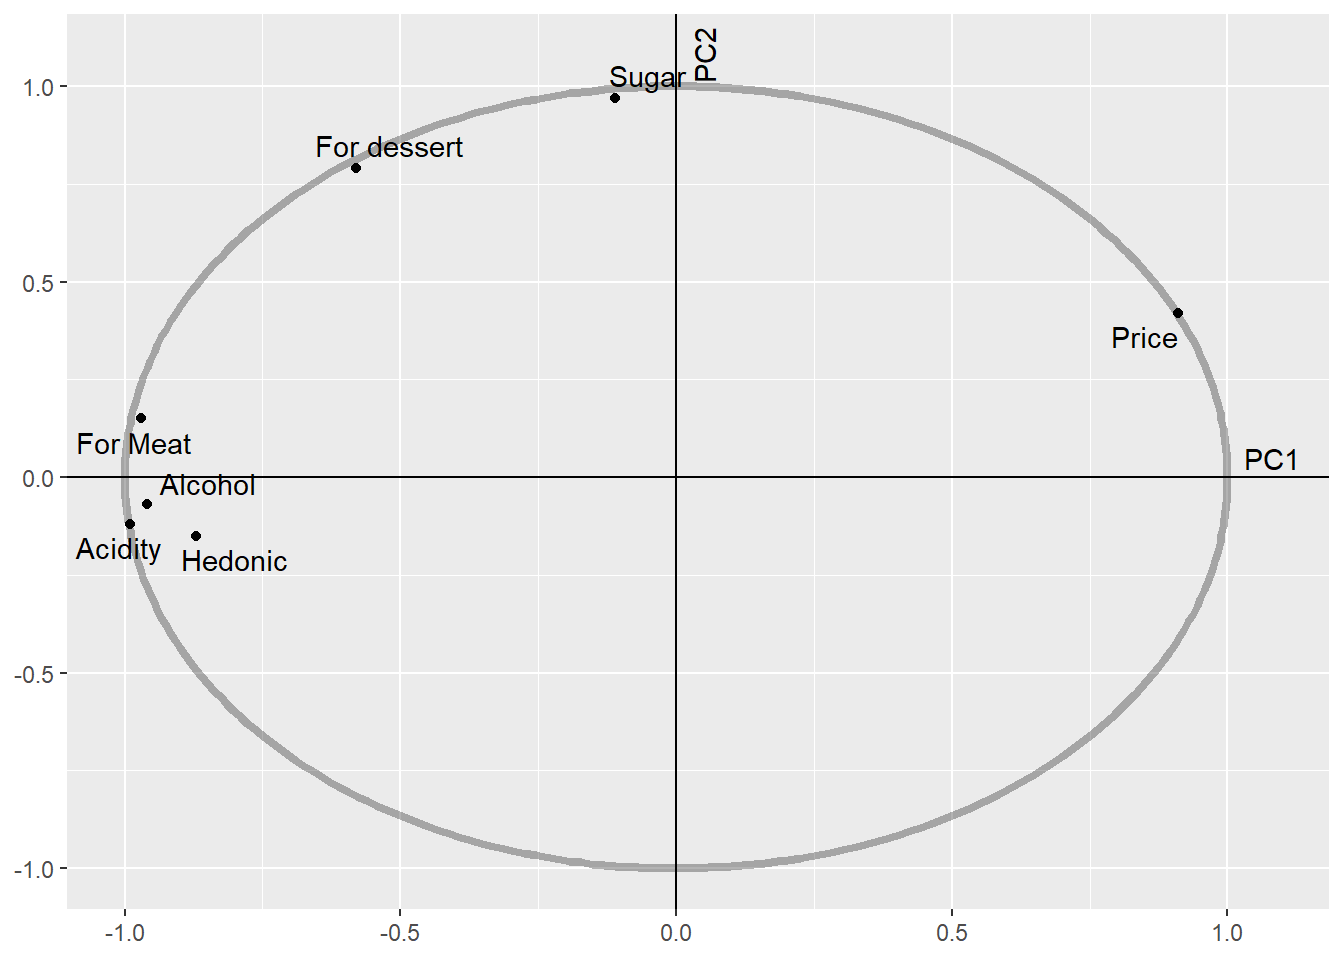 PC2
Sugar
1.0
For dessert
0.5
Price
For Meat
PC1
0.0
Alcohol
Acidity
Hedonic
-0.5
-1.0
-1.0
-0.5
0.0
0.5
1.0